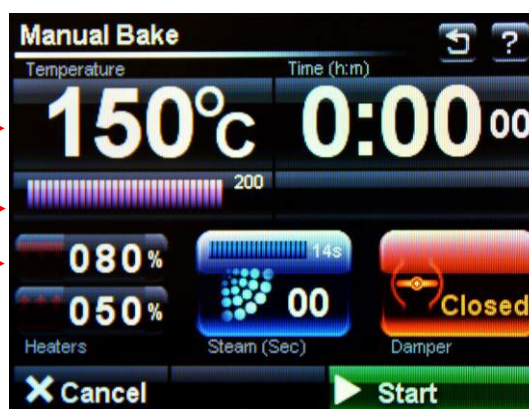 Manual Bake ?
Temperature Time (h:m)
150°C 0:00 00
200
080% 14s
050% 00 Closed
Heaters Steam (Sec) Damper
Cancel Start